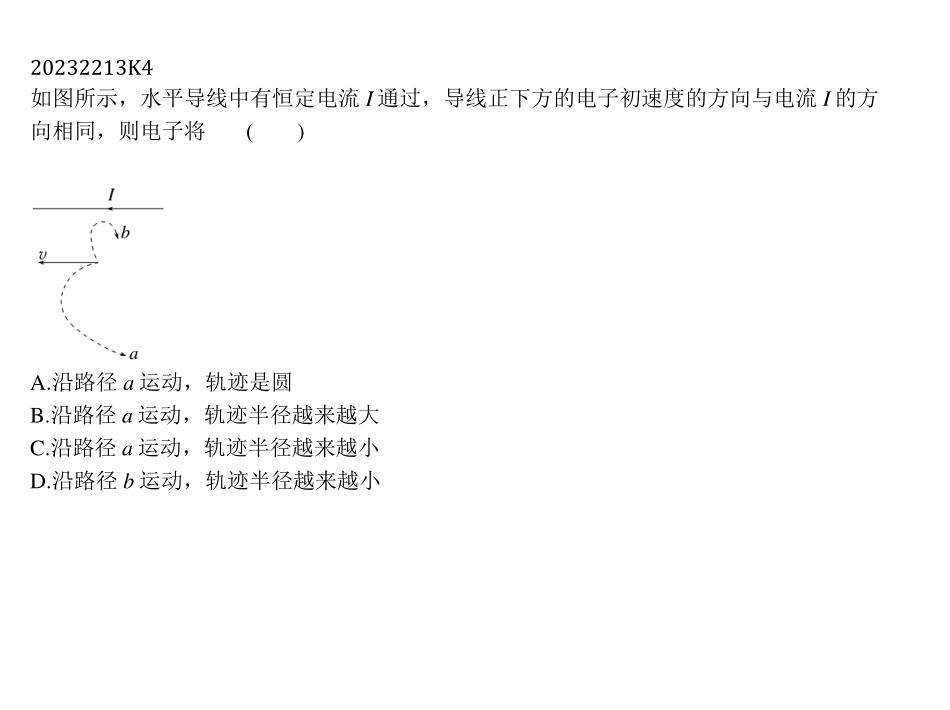 20232213K4
如图所示，水平导线中有恒定电流 I 通过，导线正下方的电子初速度的方向与电流 I 的方
向相同，则电子将 ( )
I
b
v
a
A.沿路径 a 运动，轨迹是圆
B.沿路径 a 运动，轨迹半径越来越大
C.沿路径 a 运动，轨迹半径越来越小
D.沿路径 b 运动，轨迹半径越来越小